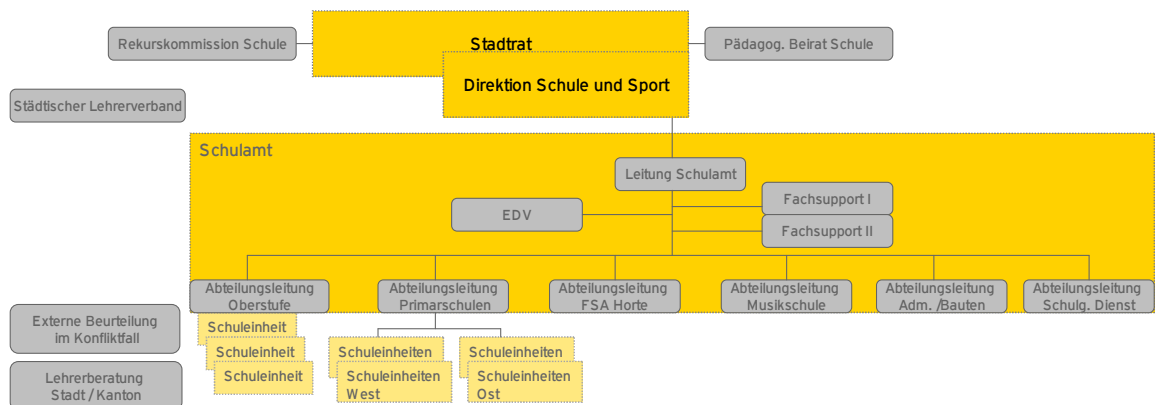 Rekurskommission Schule
Stadtrat
Pädagog. Beirat Schule
Direktion Schule und Sport
Städtischer Lehrerverband
Schulamt
Leitung Schulamt
EDV
Fachsupport I
Fachsupport II
Abteilungsleitung
Oberstufe
Abteilungsleitung
Primarschulen
Abteilungsleitung
FSA Horte
Abteilungsleitung
Musikschule
Abteilungsleitung
Adm. /Bauten
Abteilungsleitung
Schulg. Dienst
Externe Beurteilung
im Konfliktfall
Schuleinheit
Schuleinheit
Schuleinheit
Schuleinheiten
Schuleinheiten
West
Schuleinheiten
Schuleinheiten
Ost
Lehrerberatung
Stadt / Kanton